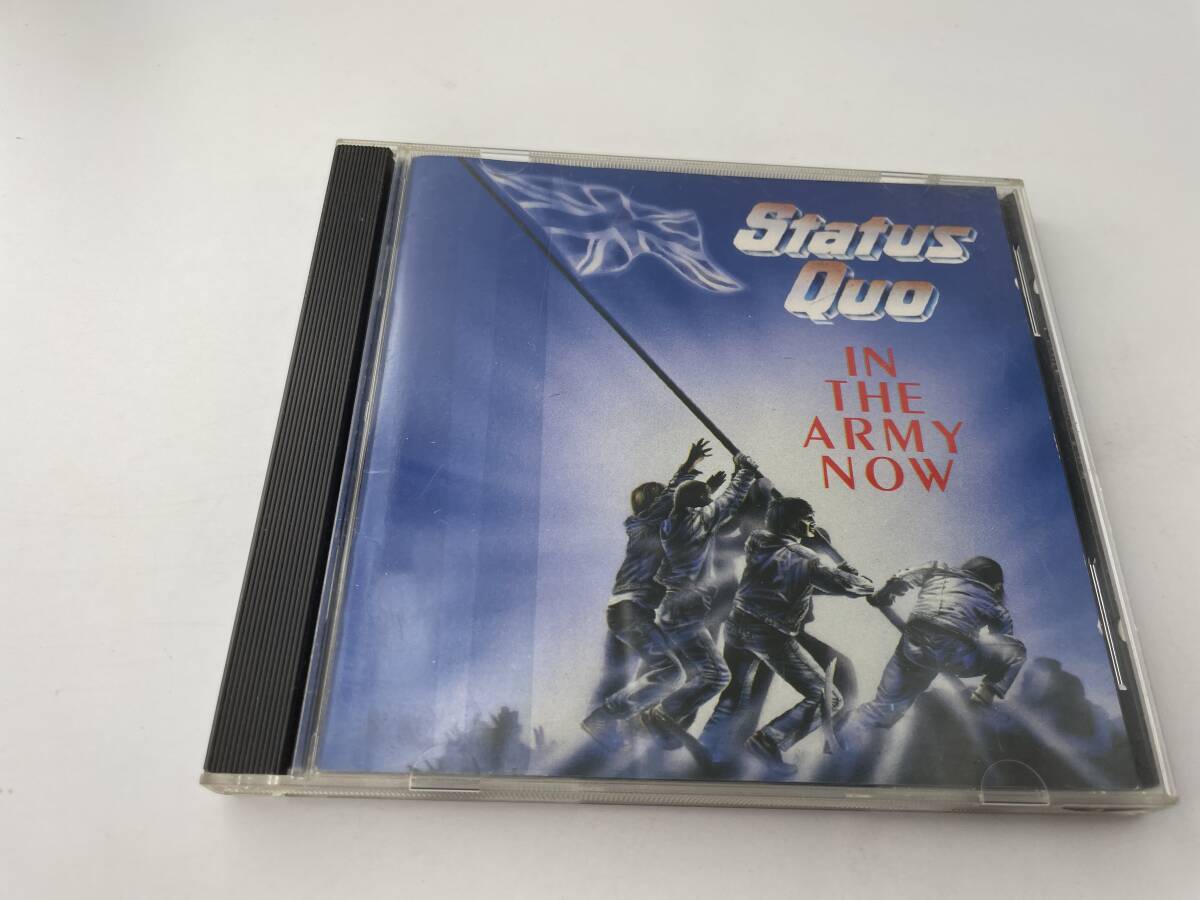 Status
Quo
IN
THE
ARMY
NOW